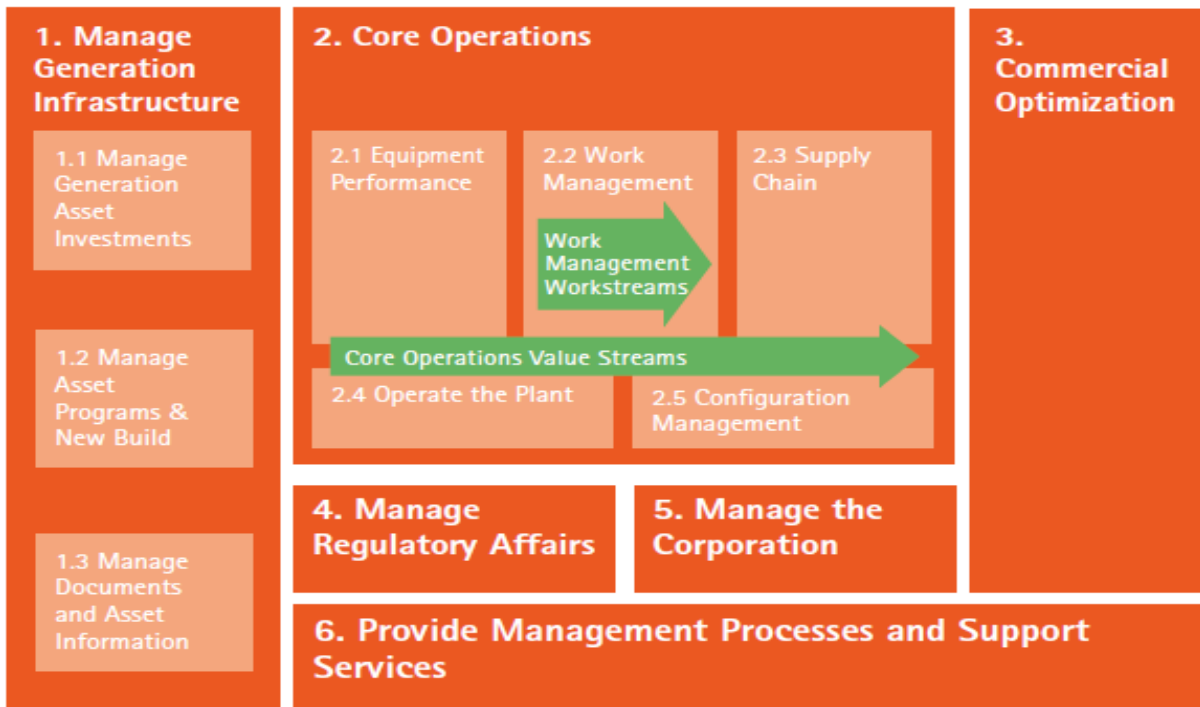 1. Manage
Generation
Infrastructure
1.1 Manage
Generation
Asset
Investments
1.2 Manage
Asset
Programs &
New Build
1.3 Manage
Documents
and Asset
Information
2. Core Operations
2.1 Equipment
Performance
2.2 Work
Management
Work
Management
Workstreams
2.3 Supply
Chain
Core Operations Value Streams
2.4 Operate the Plant
2.5 Configuration
Management
3.
Commercial
Optimization
4. Manage
Regulatory Affairs
5. Manage the
Corporation
6. Provide Management Processes and Support
Services